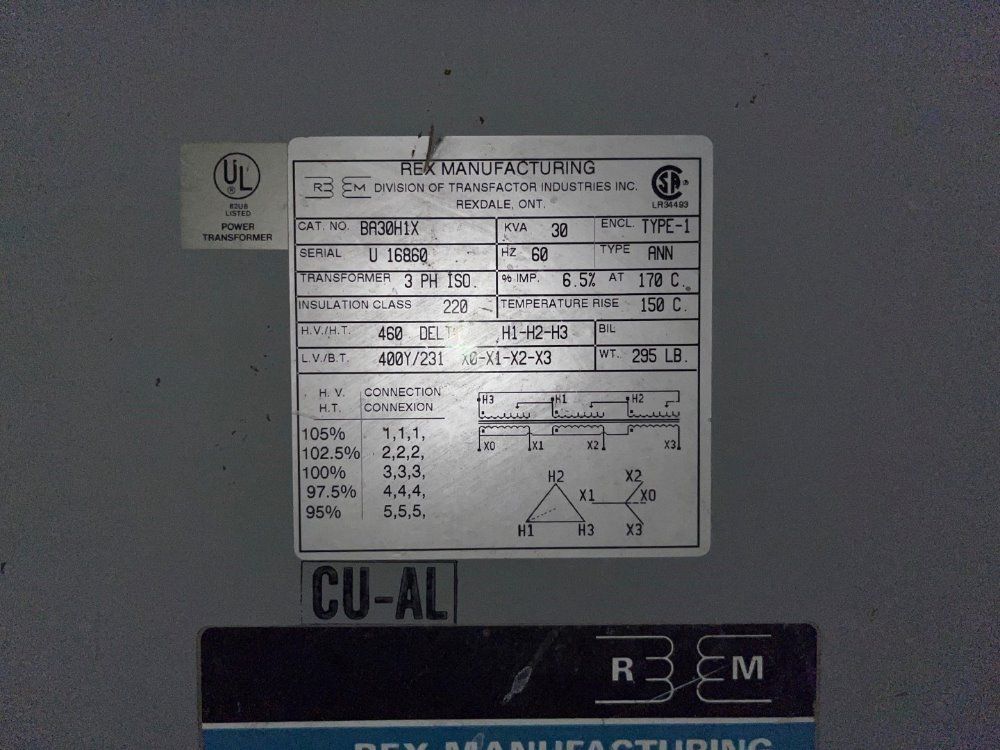 UL
®
82U8
LISTED
POWER
TRANSFORMER
REX MANUFACTURING
R M DIVISION OF TRANSFACTOR INDUSTRIES INC.
REXDALE, ONT.
SA ®
LR34493
CAT. NO. BA30H1X KVA 30 ENCL. TYPE-1
SERIAL U 16860 HZ 60 TYPE ANN
TRANSFORMER 3 PH ISO. % IMP. 6.5% AT 170 C.
INSULATION CLASS 220 TEMPERATURE RISE 150 C.
H.V./H.T. 460 H1-H2-H3 BIL
L.V./B.T. 400Y/231 X0-X1-X2-X3 WT. 295 LB.
H. V. CONNECTION
H.T. CONNEXION
105% 1,1,1,
102.5% 2,2,2,
100% 3,3,3,
97.5% 4,4,4,
95% 5,5,5,
H3 H1 H2
X0 X1 X2 X3
H2 X2
X1 X0
H1 H3 X3
CU-AL
R M
REX MANUFACTURING